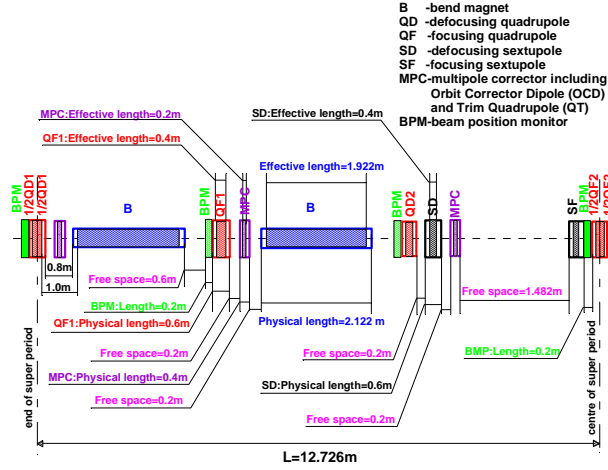 B -bend magnet
QD -defocusing quadrupole
QF -focusing quadrupole
SD -defocusing sextupole
SF -focusing sextupole
MPC-multipole corrector including
Orbit Corrector Dipole (OCD)
and Trim Quadrupole (QT)
BPM-beam position monitor
MPC:Effective length=0.2m
SD:Effective length=0.4m
QF1:Effective length=0.4m
Effective length=1.922m
BPM
1/2QD1
1/2QD1
B
BPM
QF1
MPC
B
BPM
QD2
SD
MPC
SF
BPM
1/2QF2
1/2QF2
0.8m
1.0m
Free space=0.6m
Free space=1.482m
BPM:Length=0.2m
QF1:Physical length=0.6m
Physical length=2.122 m
Free space=0.2m
Free space=0.2m
BMP:Length=0.2m
MPC:Physical length=0.4m
SD:Physical length=0.6m
Free space=0.2m
Free space=0.2m
end of super period
centre of super period
L=12.726m